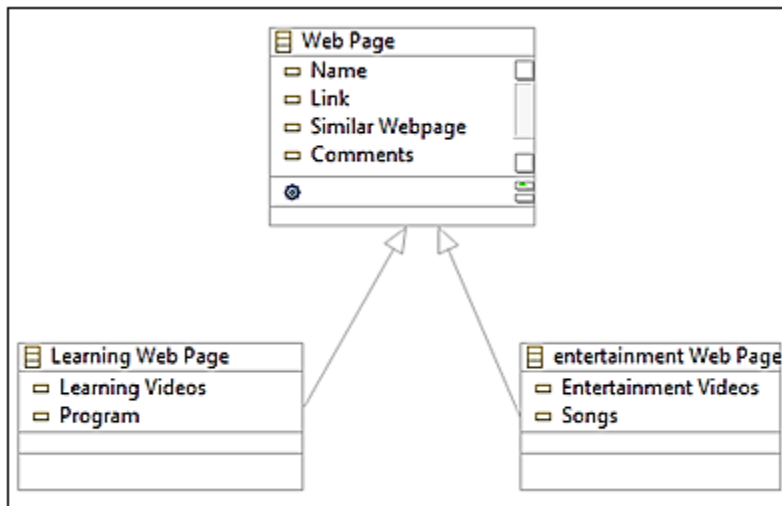 Web Page
Name
Link
Similar Webpage
Comments
Learning Web Page
Learning Videos
Program
entertainment Web Page
Entertainment Videos
Songs